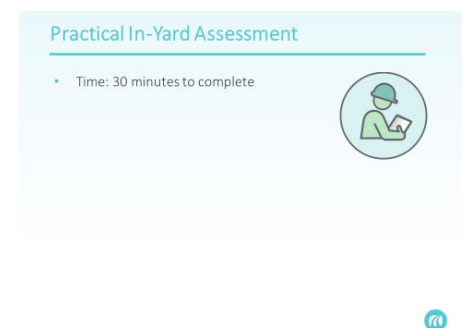 Practical In-Yard Assessment
• Time: 30 minutes to complete